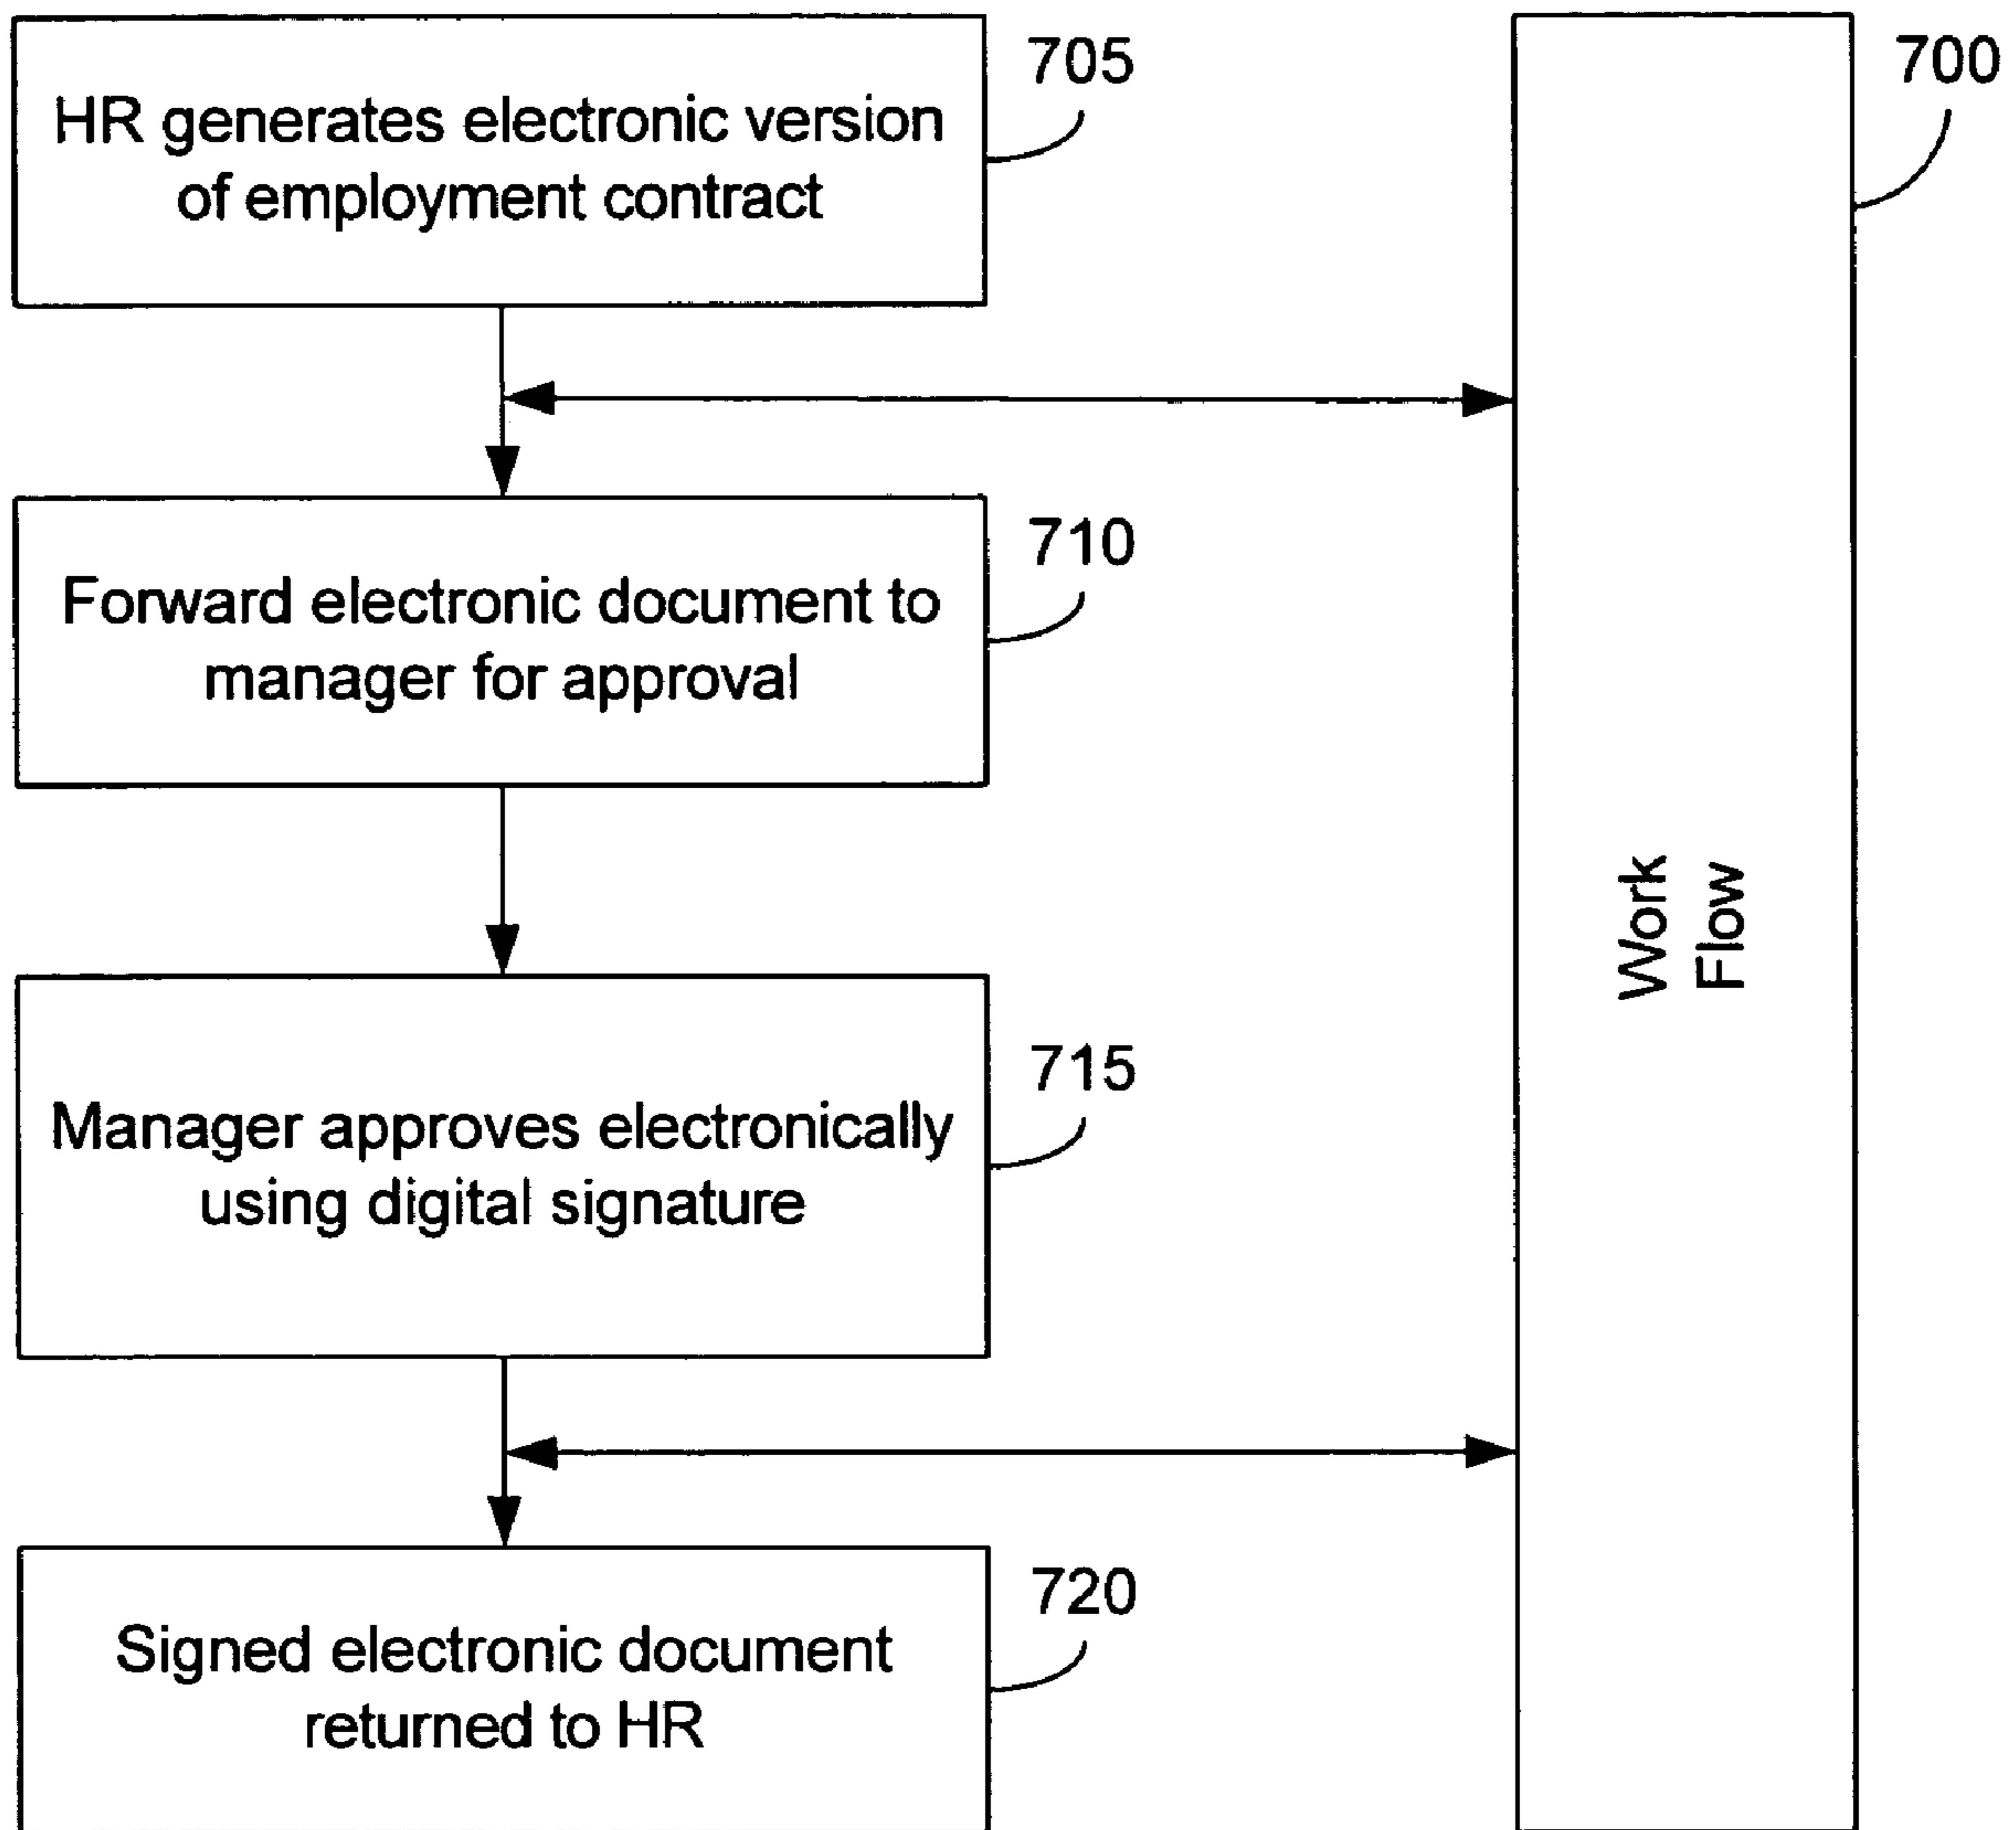 705
HR generates electronic version
of employment contract
700
710
Forward electronic document to
manager for approval
Work
Flow
715
Manager approves electronically
using digital signature
720
Signed electronic document
returned to HR